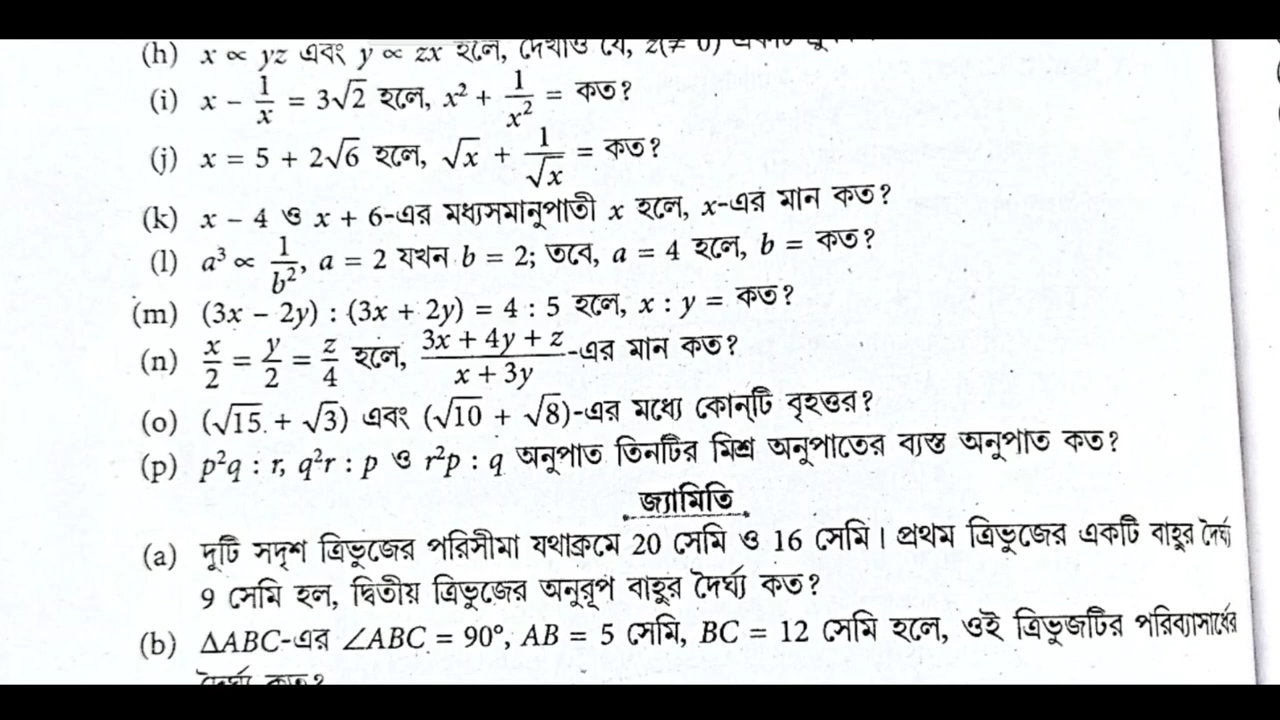 (h) x ∝ yz এবং y ∝ zx হলে, দেখাও যে, z(≠ 0) একটি
(i) x − 1/x = 3√2 হলে, x² + 1/x² = কত?
(j) x = 5 + 2√6 হলে, √x + 1/√x = কত?
(k) x − 4 ও x + 6-এর মধ্যসমানুপাতী x হলে, x-এর মান কত?
(l) a³ ∝ 1/b², a = 2 যখন b = 2; তবে, a = 4 হলে, b = কত?
(m) (3x − 2y) : (3x + 2y) = 4 : 5 হলে, x : y = কত?
(n) x/2 = y/2 = z/4 হলে, (3x + 4y + z)/(x + 3y)-এর মান কত?
(o) (√15 + √3) এবং (√10 + √8)-এর মধ্যে কোন্‌টি বৃহত্তর?
(p) p²q : r, q²r : p ও r²p : q অনুপাত তিনটির মিশ্র অনুপাতের ব্যস্ত অনুপাত কত?
জ্যামিতি
(a) দুটি সদৃশ ত্রিভুজের পরিসীমা যথাক্রমে 20 সেমি ও 16 সেমি। প্রথম ত্রিভুজের একটি বাহুর দৈর্ঘ্য
9 সেমি হল, দ্বিতীয় ত্রিভুজের অনুরূপ বাহুর দৈর্ঘ্য কত?
(b) ΔABC-এর ∠ABC = 90°, AB = 5 সেমি, BC = 12 সেমি হলে, ওই ত্রিভুজটির পরিব্যাসার্ধের
দৈর্ঘ্য কত?